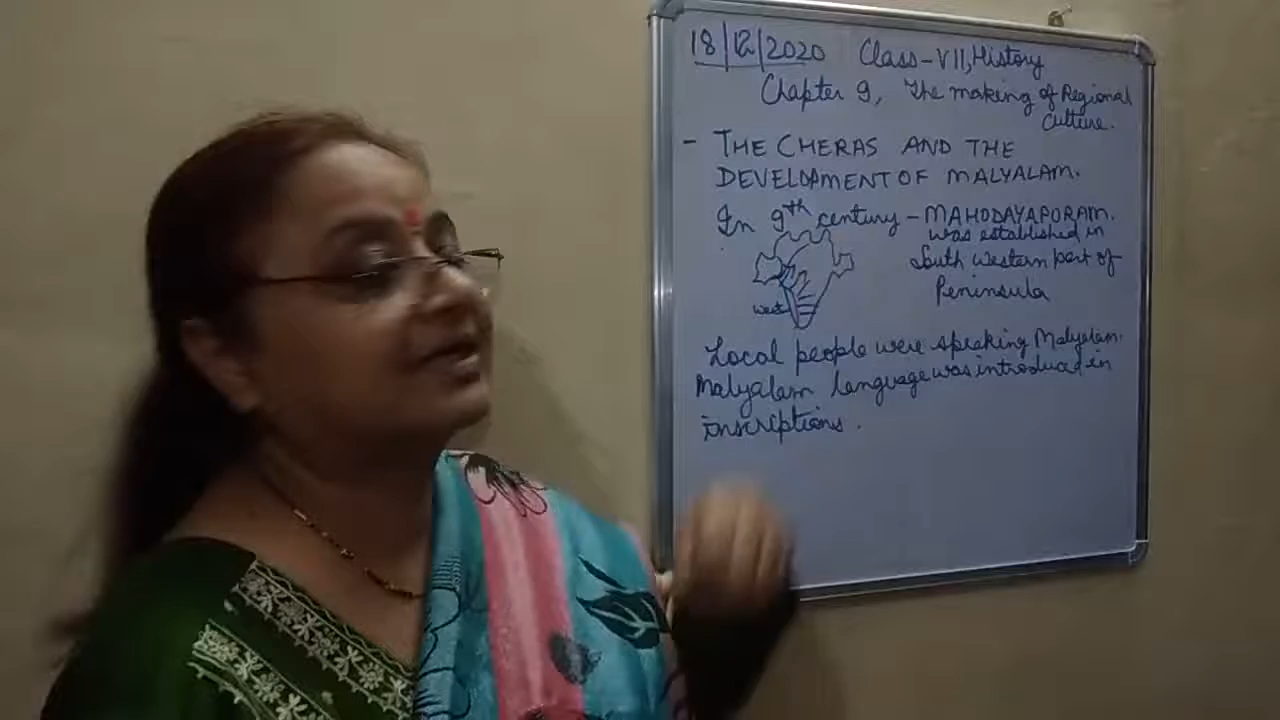 18/12/2020 Class-VII, History
Chapter 9, The making of Regional
Culture.
- THE CHERAS AND THE
DEVELOPMENT OF MALYALAM.
In 9th century - MAHODAYAPORAM.
was established in
South Western part of
Peninsula
west
Local people were speaking Malyalam.
Malyalam language was introduced in
inscriptions.